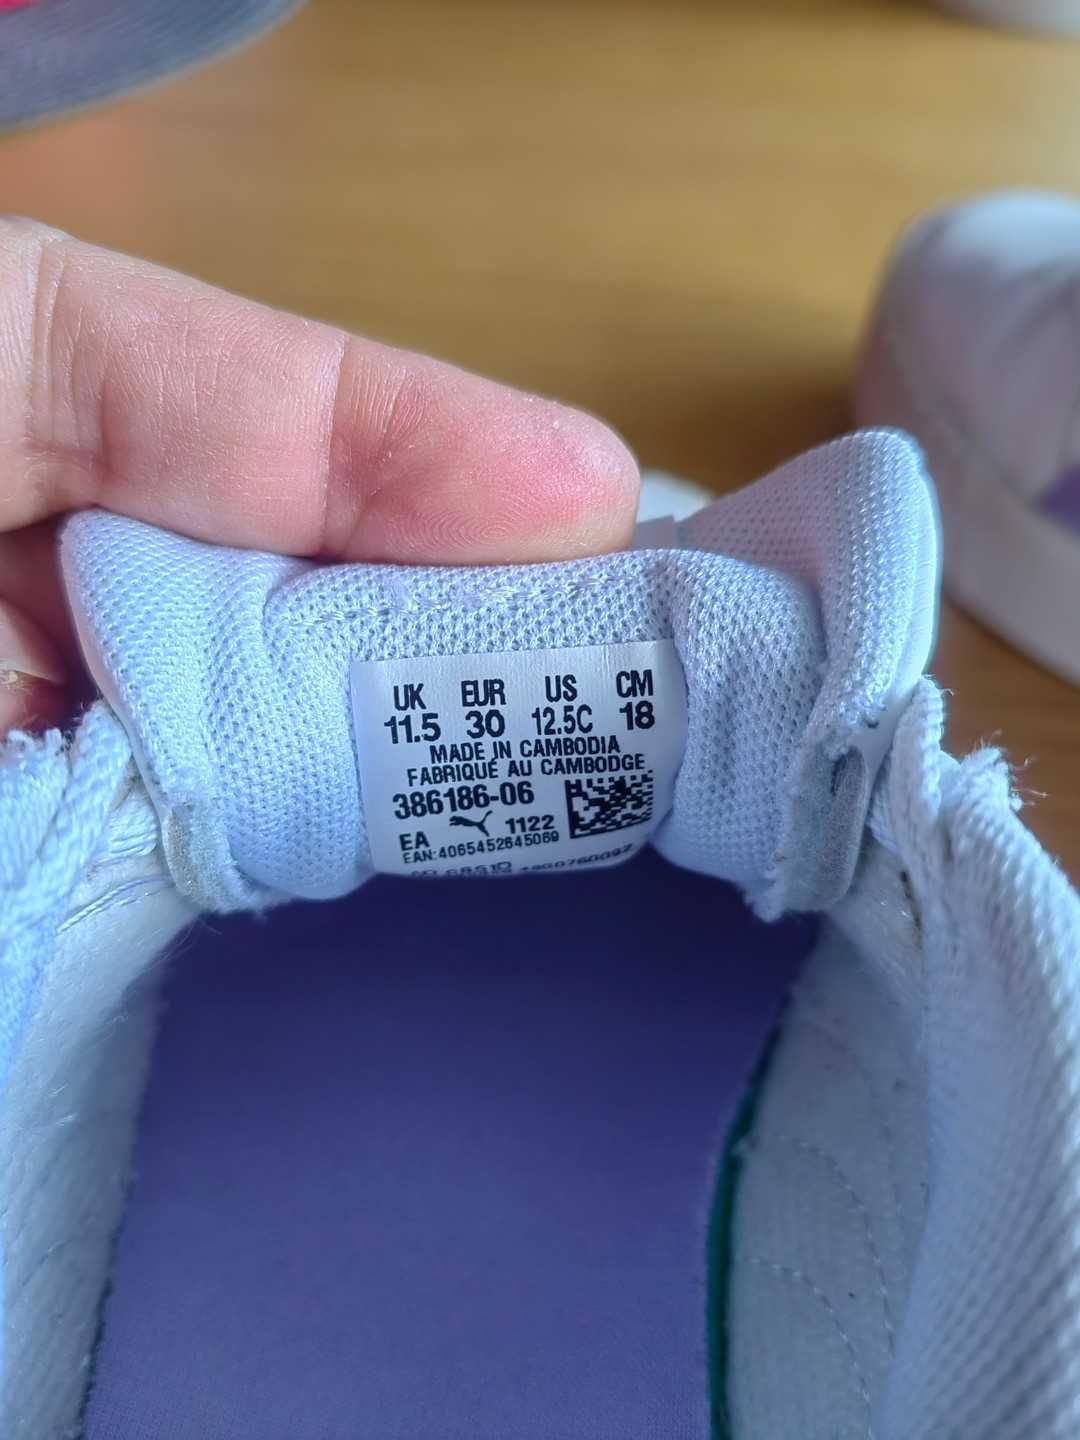 UK EUR US CM
11.5 30 12.5C 18
MADE IN CAMBODIA
FABRIQUÉ AU CAMBODGE
386186-06
EA 1122
EAN:4065452645069